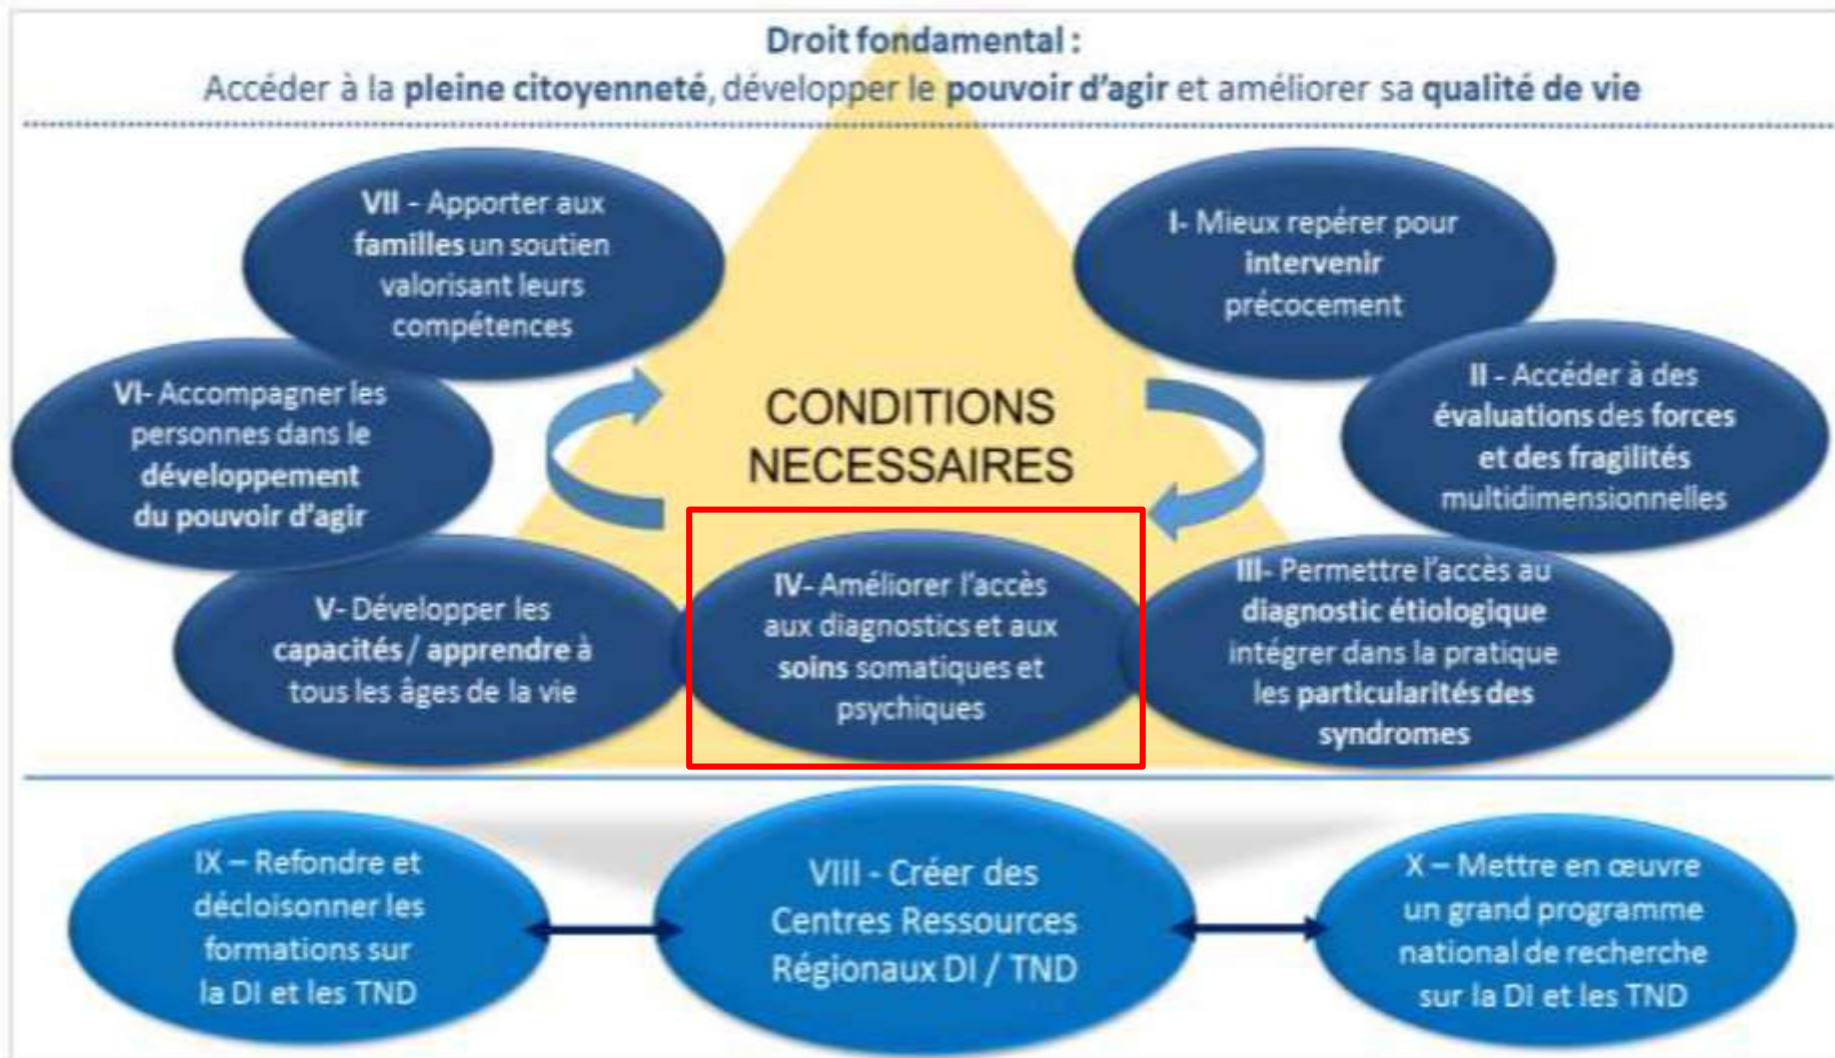 Droit fondamental :
Accéder à la pleine citoyenneté, développer le pouvoir d'agir et améliorer sa qualité de vie
VII - Apporter aux
familles un soutien
valorisant leurs
compétences
I- Mieux repérer pour
intervenir
précocement
VI- Accompagner les
personnes dans le
développement
du pouvoir d'agir
CONDITIONS
NECESSAIRES
II - Accéder à des
évaluations des forces
et des fragilités
multidimensionnelles
V- Développer les
capacités / apprendre à
tous les âges de la vie
IV- Améliorer l'accès
aux diagnostics et aux
soins somatiques et
psychiques
III- Permettre l'accès au
diagnostic étiologique
intégrer dans la pratique
les particularités des
syndromes
IX – Refondre et
décloisonner les
formations sur
la DI et les TND
VIII - Créer des
Centres Ressources
Régionaux DI / TND
X – Mettre en œuvre
un grand programme
national de recherche
sur la DI et les TND